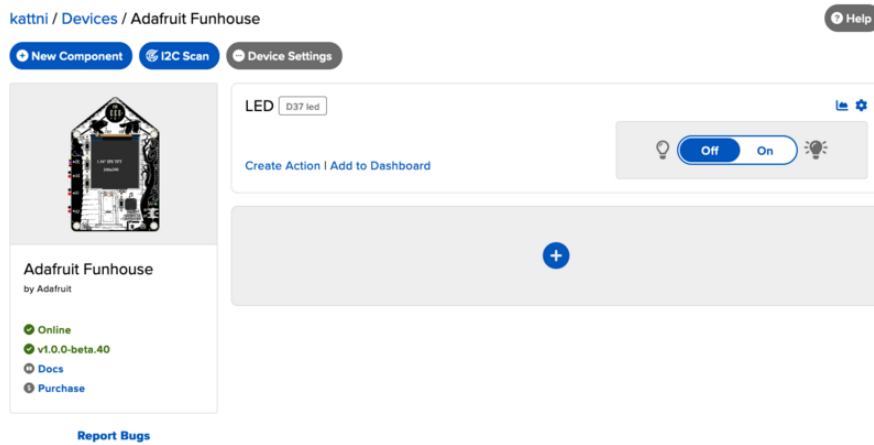 kattni / Devices / Adafruit Funhouse
Help
New Component
I2C Scan
Device Settings
LED D37 led
Off On
Create Action | Add to Dashboard
Adafruit Funhouse
by Adafruit
Online
v1.0.0-beta.40
Docs
Purchase
Report Bugs